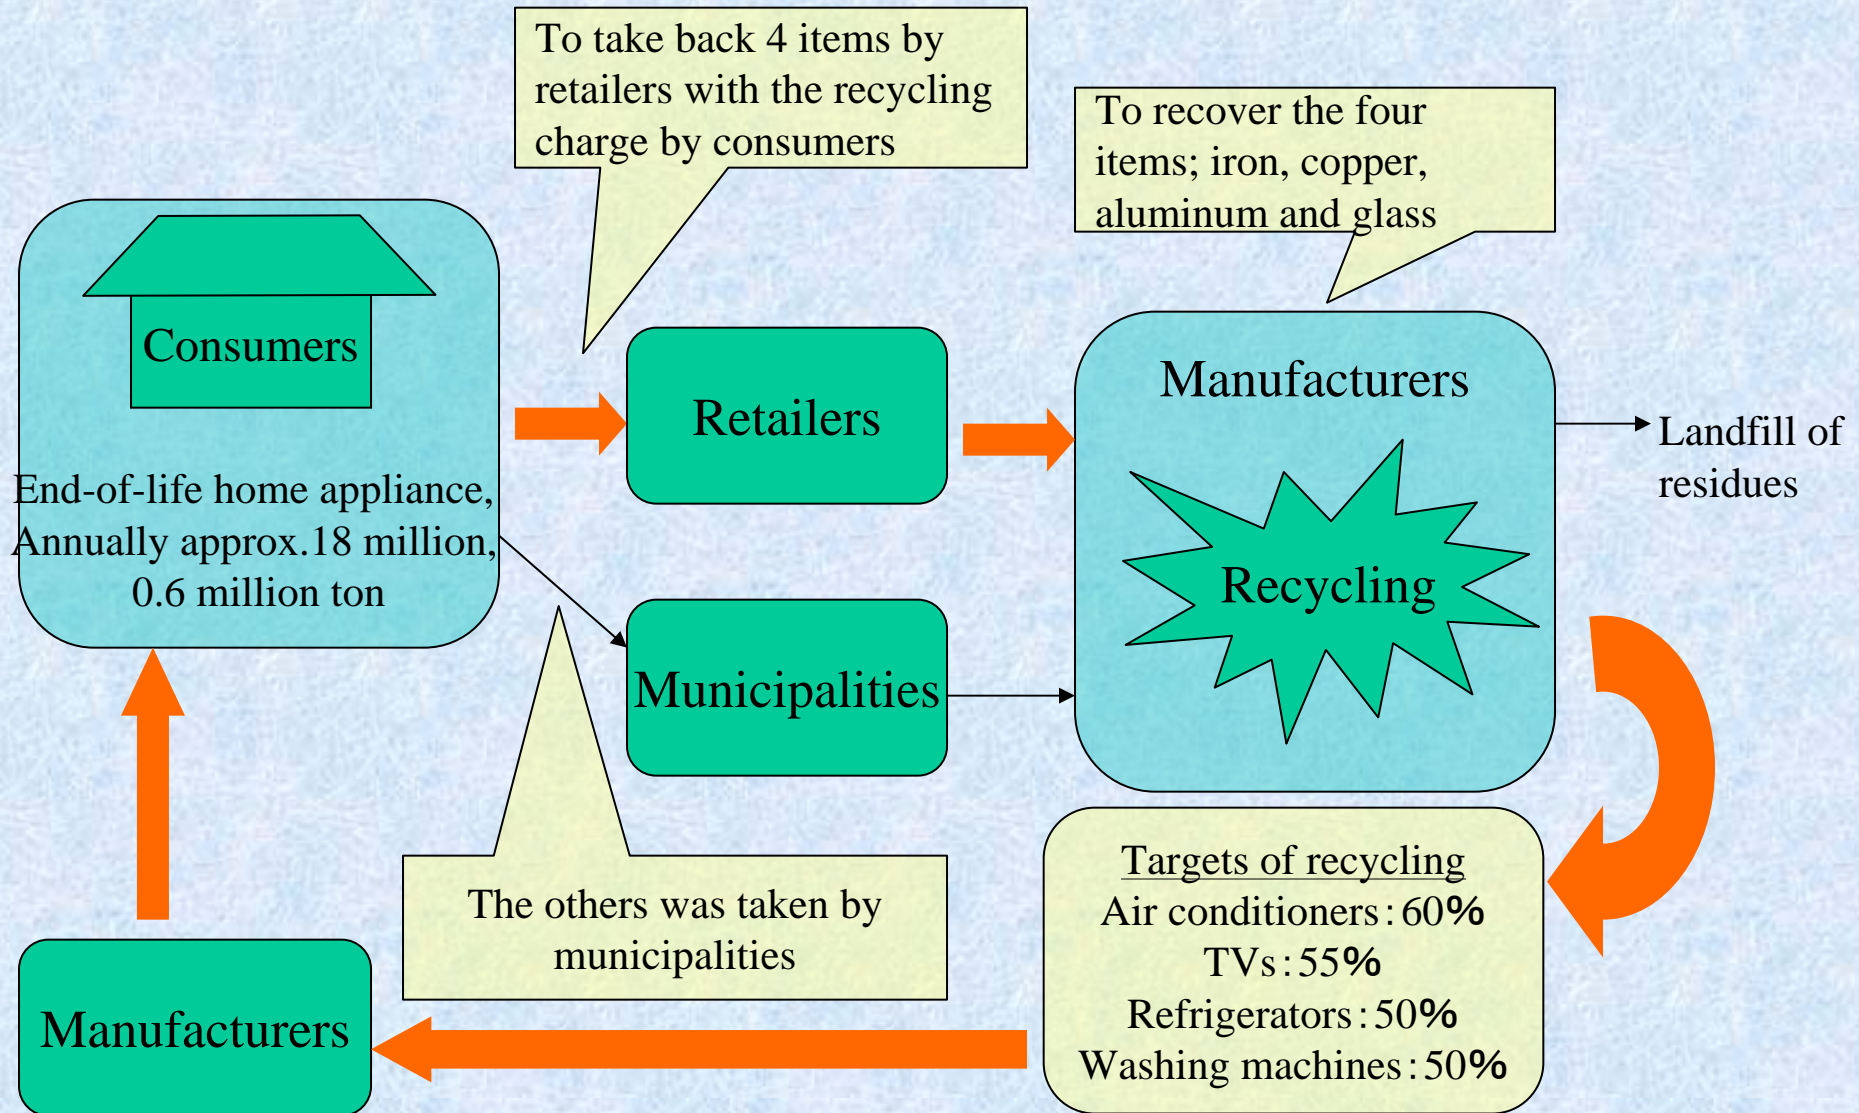 To take back 4 items by
retailers with the recycling
charge by consumers
To recover the four
items; iron, copper,
aluminum and glass
Consumers
End-of-life home appliance,
Annually approx.18 million,
0.6 million ton
Retailers
Manufacturers
Recycling
Landfill of
residues
Municipalities
The others was taken by
municipalities
Targets of recycling
Air conditioners:60%
TVs:55%
Refrigerators:50%
Washing machines:50%
Manufacturers